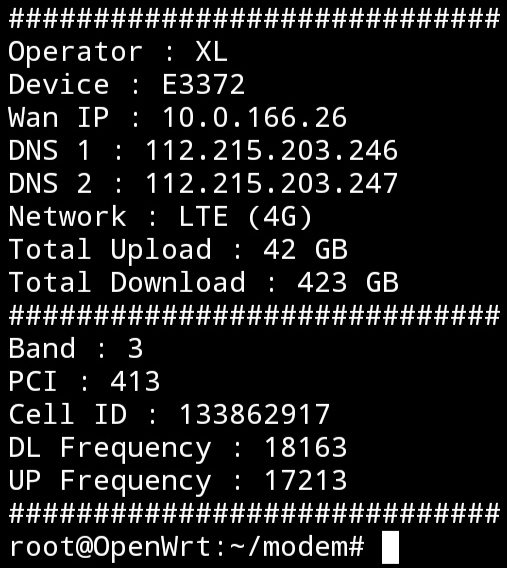 #############################
Operator : XL
Device : E3372
Wan IP : 10.0.166.26
DNS 1 : 112.215.203.246
DNS 2 : 112.215.203.247
Network : LTE (4G)
Total Upload : 42 GB
Total Download : 423 GB
#############################
Band : 3
PCI : 413
Cell ID : 133862917
DL Frequency : 18163
UP Frequency : 17213
#############################
root@OpenWrt:~/modem#